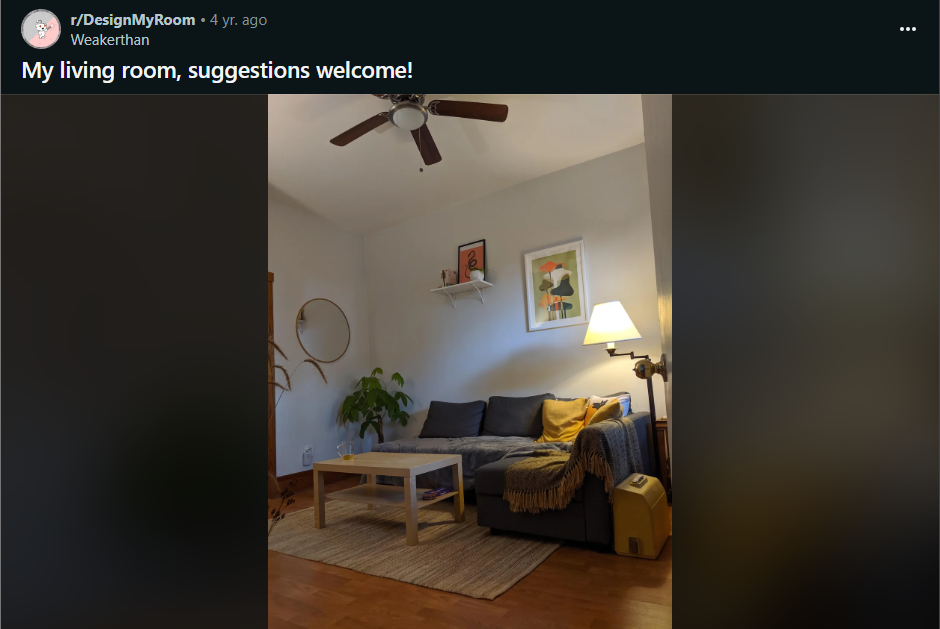 r/DesignMyRoom • 4 yr. ago
Weakerthan
My living room, suggestions welcome!